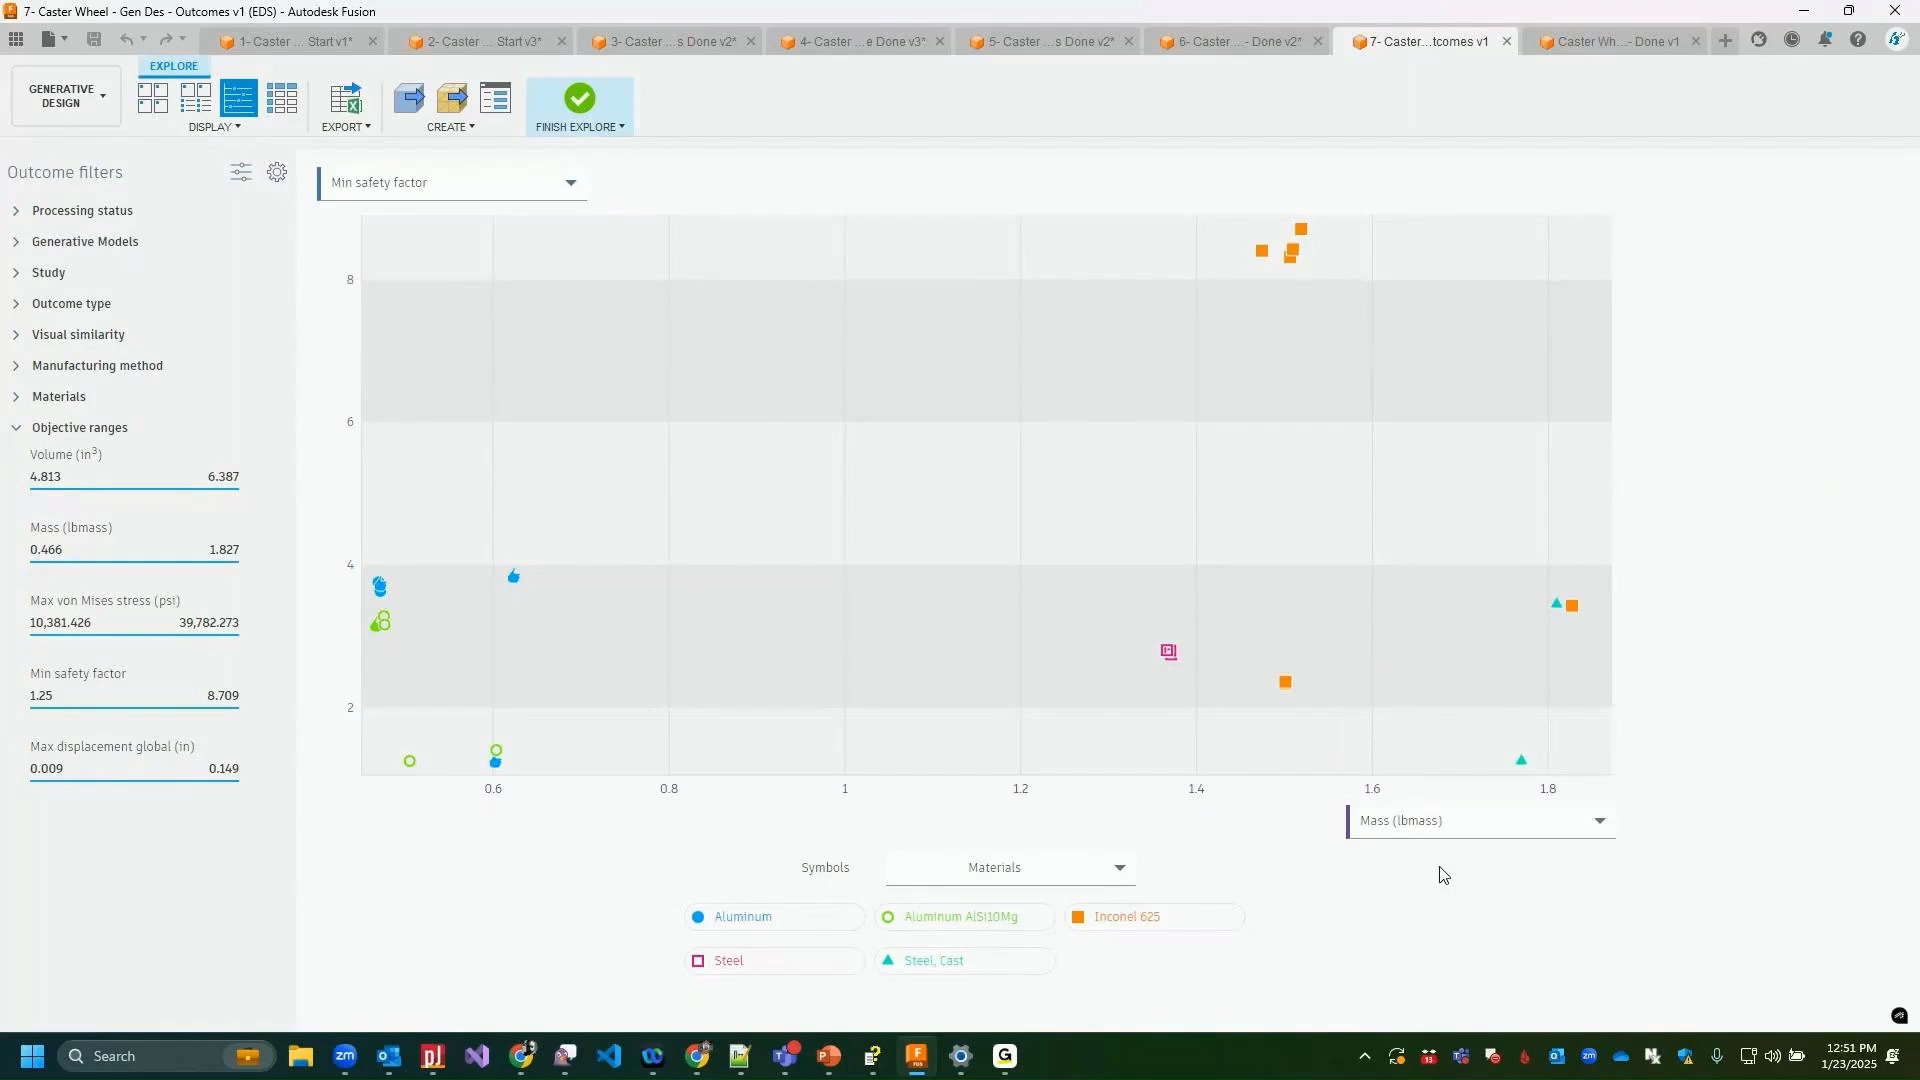 7- Caster Wheel - Gen Des - Outcomes v1 (EDS) - Autodesk Fusion
1- Caster ... Start v1*
2- Caster ... Start v3*
3- Caster ...s Done v2*
4- Caster ...e Done v3*
5- Caster ...s Done v2*
6- Caster ...- Done v2*
7- Caster...tcomes v1
Caster Wh...- Done v1
EXPLORE
GENERATIVE
DESIGN
DISPLAY
EXPORT
CREATE
FINISH EXPLORE
Outcome filters
Processing status
Generative Models
Study
Outcome type
Visual similarity
Manufacturing method
Materials
Objective ranges
Volume (in³)
4.813 6.387
Mass (lbmass)
0.466 1.827
Max von Mises stress (psi)
10,381.426 39,782.273
Min safety factor
1.25 8.709
Max displacement global (in)
0.009 0.149
Min safety factor
8
6
4
2
0.6 0.8 1 1.2 1.4 1.6 1.8
Mass (lbmass)
Symbols Materials
Aluminum Aluminum AlSi10Mg Inconel 625
Steel Steel, Cast
Search
12:51 PM
1/23/2025